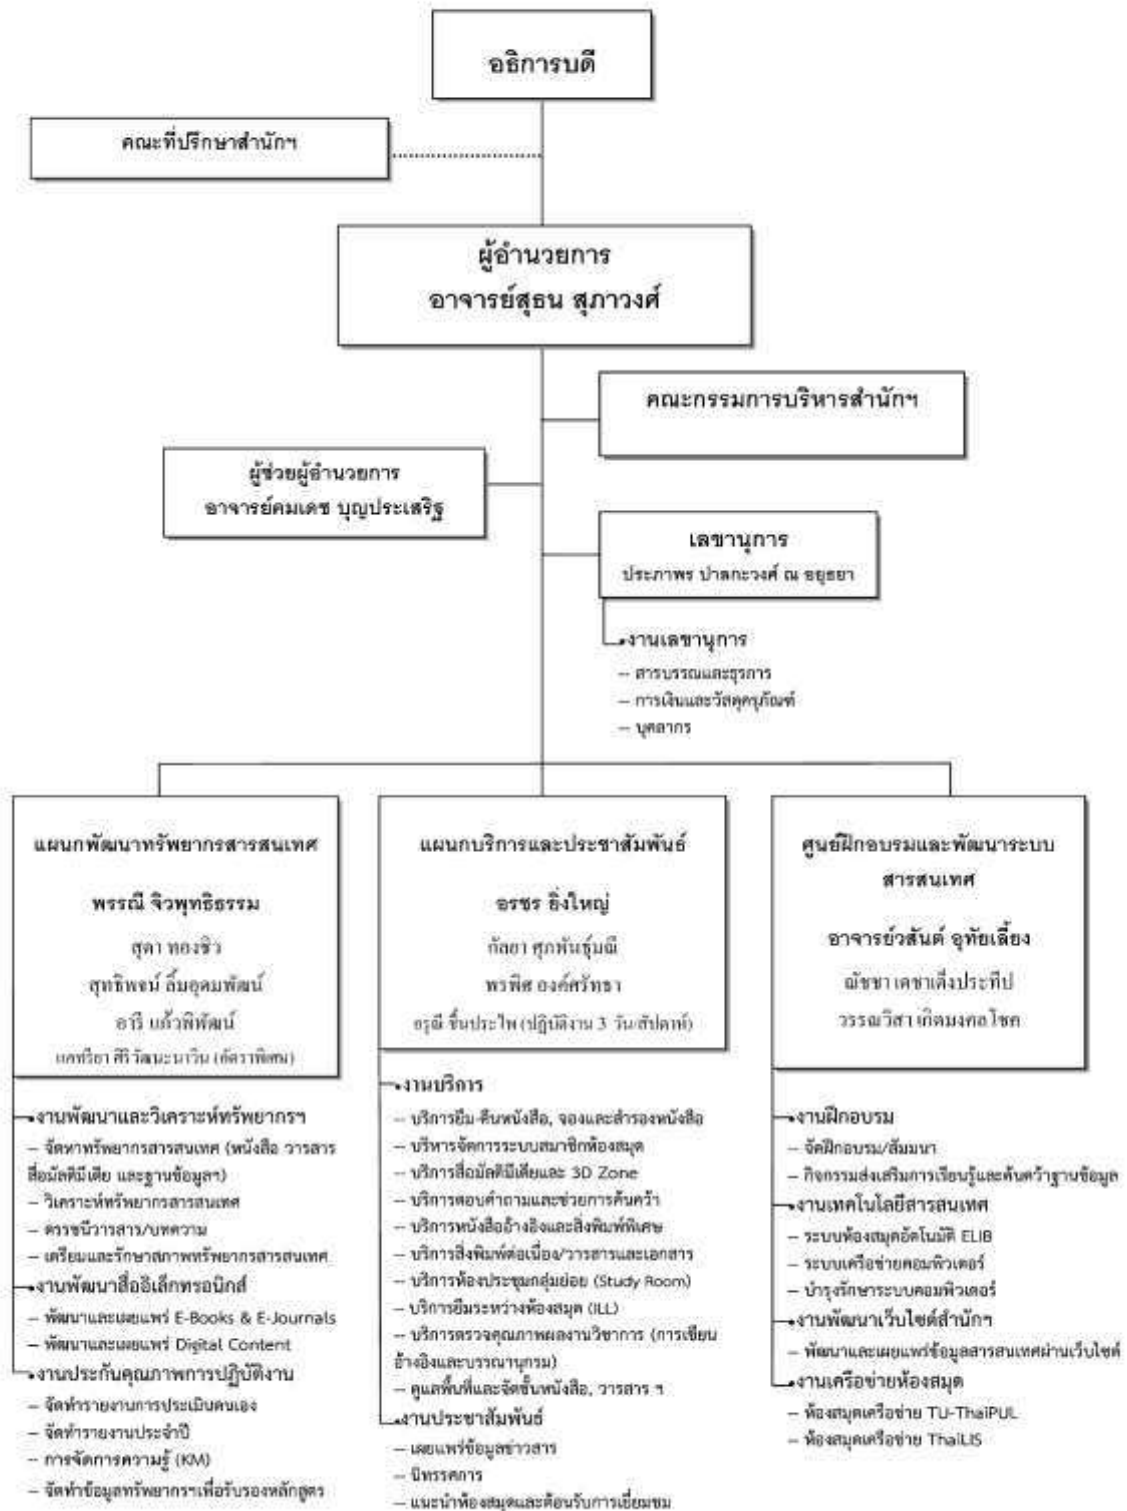 อธิการบดี
คณะที่ปรึกษาสำนักฯ
ผู้อำนวยการ
อาจารย์สุธน สุภาวงศ์
คณะกรรมการบริหารสำนักฯ
ผู้ช่วยผู้อำนวยการ
อาจารย์คมเดช บุญประเสริฐ
เลขานุการ
ประภาพร ปาลกะวงศ์ ณ อยุธยา
งานเลขานุการ
– สารบรรณและธุรการ
– การเงินและวัสดุครุภัณฑ์
– บุคลากร
แผนกพัฒนาทรัพยากรสารสนเทศ
พรรณี จิวพุทธิธรรม
สุดา ทองชิว
สุทธิพจน์ ลิ้มอุดมพัฒน์
อารี แก้วพิพัฒน์
แคทรียา ศิริวัฒนะนาวิน (อัตราพิเศษ)
งานพัฒนาและวิเคราะห์ทรัพยากรฯ
– จัดหาทรัพยากรสารสนเทศ (หนังสือ วารสาร
สื่อมัลติมีเดีย และฐานข้อมูลฯ)
– วิเคราะห์ทรัพยากรสารสนเทศ
– ดรรชนีวารสาร/บทความ
– เตรียมและรักษาสภาพทรัพยากรสารสนเทศ
งานพัฒนาสื่ออิเล็กทรอนิกส์
– พัฒนาและเผยแพร่ E-Books & E-Journals
– พัฒนาและเผยแพร่ Digital Content
งานประกันคุณภาพการปฏิบัติงาน
– จัดทำรายงานการประเมินตนเอง
– จัดทำรายงานประจำปี
– การจัดการความรู้ (KM)
– จัดทำข้อมูลทรัพยากรฯเพื่อรับรองหลักสูตร
แผนกบริการและประชาสัมพันธ์
อรชร ยิ่งใหญ่
กัลยา ศุภพันธุ์มณี
พรพิศ องค์ศรัทธา
อรุณี ชื่นประไพ (ปฏิบัติงาน 3 วัน/สัปดาห์)
งานบริการ
– บริการยืม-คืนหนังสือ, จองและสำรองหนังสือ
– บริหารจัดการระบบสมาชิกห้องสมุด
– บริการสื่อมัลติมีเดียและ 3D Zone
– บริการตอบคำถามและช่วยการค้นคว้า
– บริการหนังสืออ้างอิงและสิ่งพิมพ์พิเศษ
– บริการสิ่งพิมพ์ต่อเนื่อง/วารสารและเอกสาร
– บริการห้องประชุมกลุ่มย่อย (Study Room)
– บริการยืมระหว่างห้องสมุด (ILL)
– บริการตรวจคุณภาพผลงานวิชาการ (การเขียน
อ้างอิงและบรรณานุกรม)
– ดูแลพื้นที่และจัดชั้นหนังสือ, วารสาร ฯ
งานประชาสัมพันธ์
– เผยแพร่ข้อมูลข่าวสาร
– นิทรรศการ
– แนะนำห้องสมุดและต้อนรับการเยี่ยมชม
ศูนย์ฝึกอบรมและพัฒนาระบบ
สารสนเทศ
อาจารย์วสันต์ อุทัยเลี้ยง
ณัชชา เดชาเด็งประทีป
วรรณวิสา เกิดมงคลโชค
งานฝึกอบรม
– จัดฝึกอบรม/สัมมนา
– กิจกรรมส่งเสริมการเรียนรู้และค้นคว้าฐานข้อมูล
งานเทคโนโลยีสารสนเทศ
– ระบบห้องสมุดอัตโนมัติ ELIB
– ระบบเครือข่ายคอมพิวเตอร์
– บำรุงรักษาระบบคอมพิวเตอร์
งานพัฒนาเว็บไซต์สำนักฯ
– พัฒนาและเผยแพร่ข้อมูลสารสนเทศผ่านเว็บไซต์
งานเครือข่ายห้องสมุด
– ห้องสมุดเครือข่าย TU-ThaiPUL
– ห้องสมุดเครือข่าย ThaiLIS